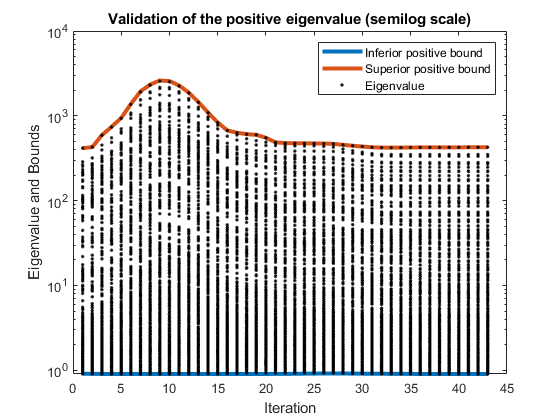 Validation of the positive eigenvalue (semilog scale)
Inferior positive bound
Superior positive bound
Eigenvalue
Eigenvalue and Bounds
10^4
10^3
10^2
10^1
10^0
0 5 10 15 20 25 30 35 40 45
Iteration